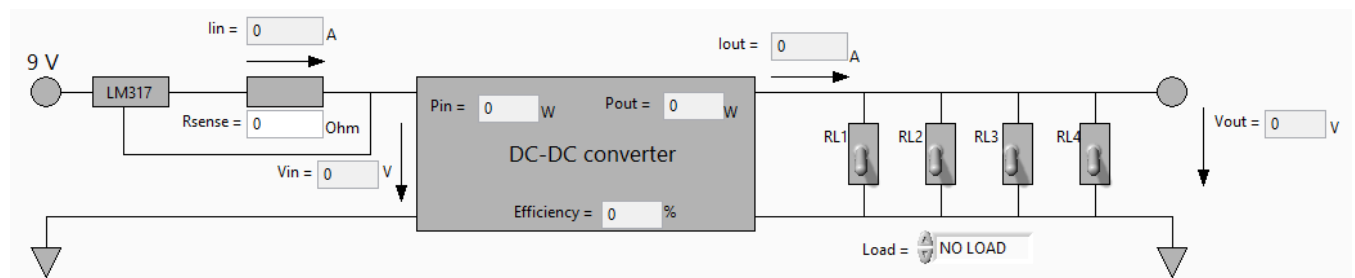 Iin = 0 A
Iout = 0 A
9 V
LM317
Rsense = 0 Ohm
Pin = 0 W
Pout = 0 W
RL1
RL2
RL3
RL4
Vout = 0 V
Vin = 0 V
DC-DC converter
Efficiency = 0 %
Load = NO LOAD